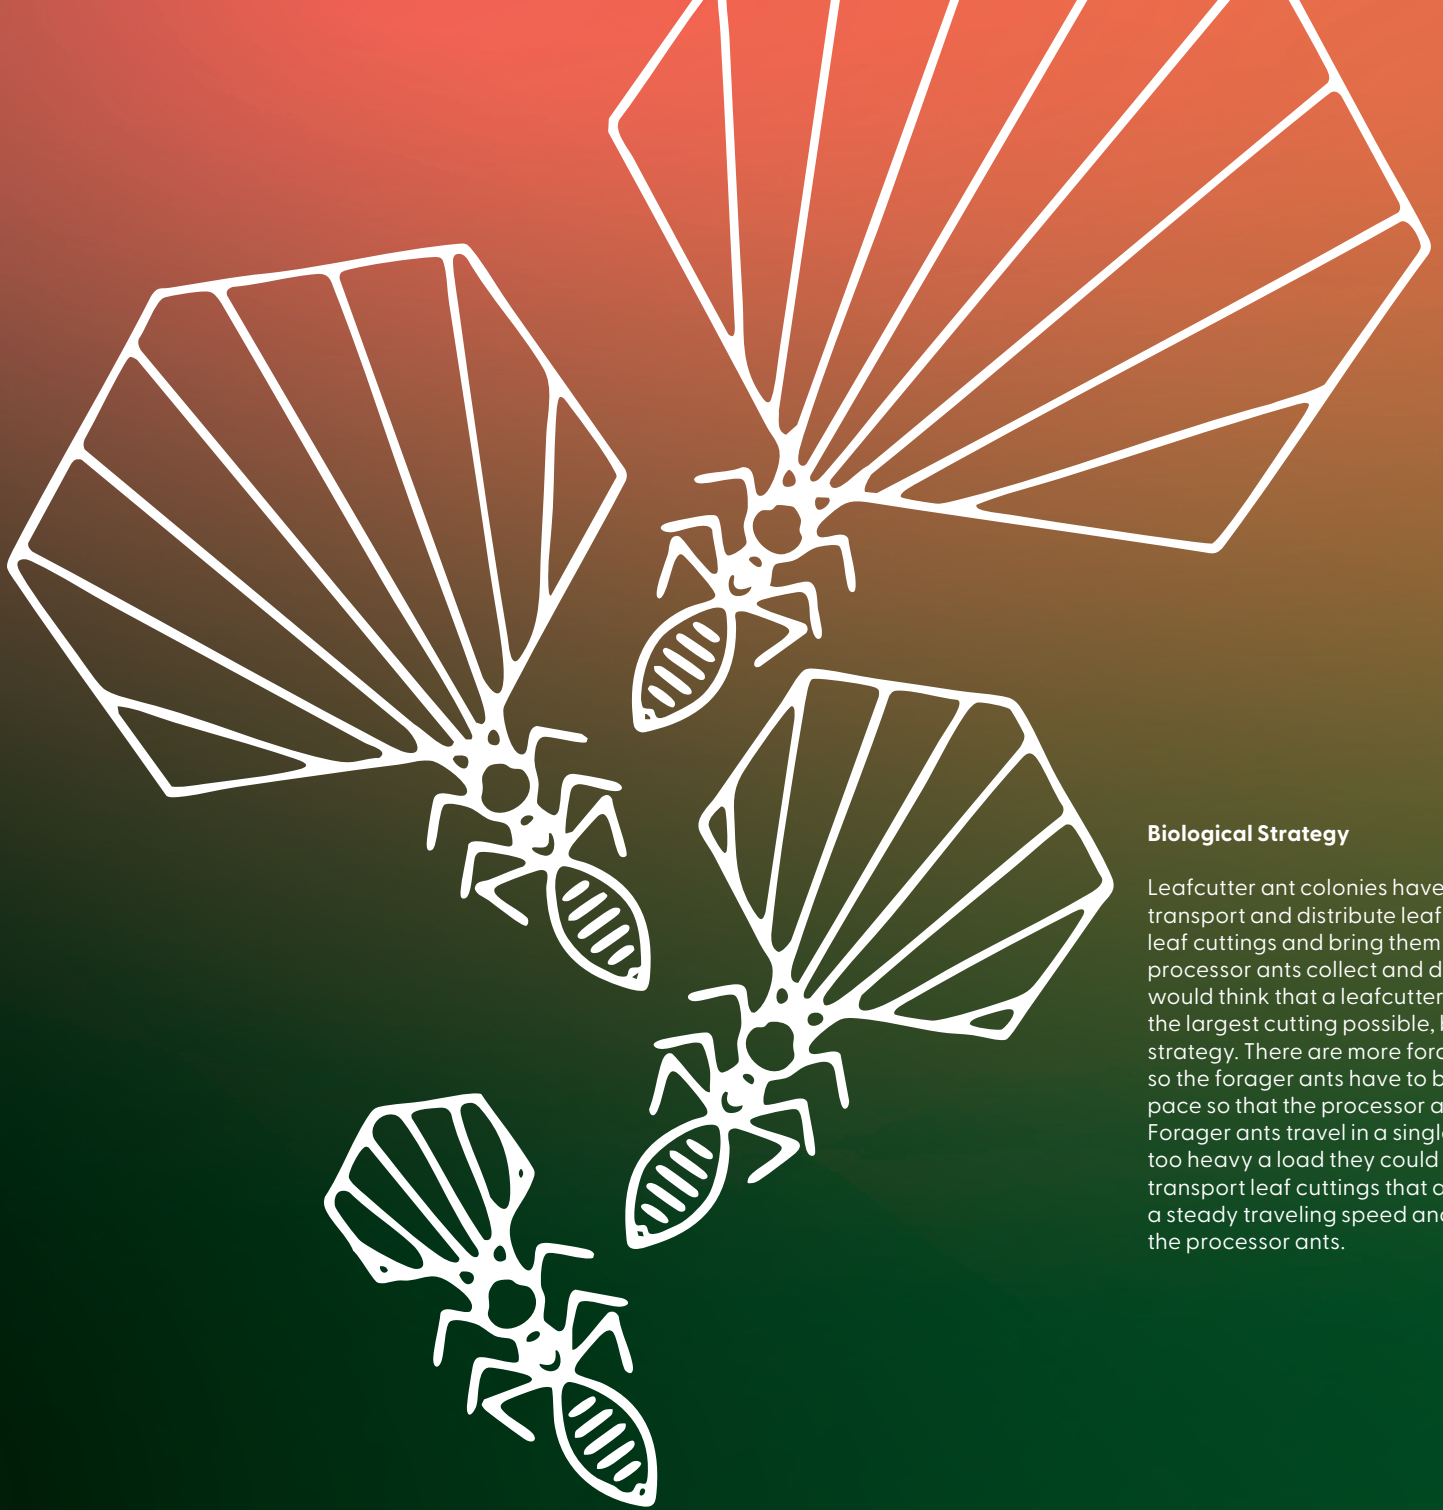 Biological Strategy
Leafcutter ant colonies have
transport and distribute leaf
leaf cuttings and bring them
processor ants collect and
would think that a leafcutter
the largest cutting possible,
strategy. There are more
so the forager ants have to
pace so that the processor
Forager ants travel in a
too heavy a load they could
transport leaf cuttings that
a steady traveling speed
the processor ants.